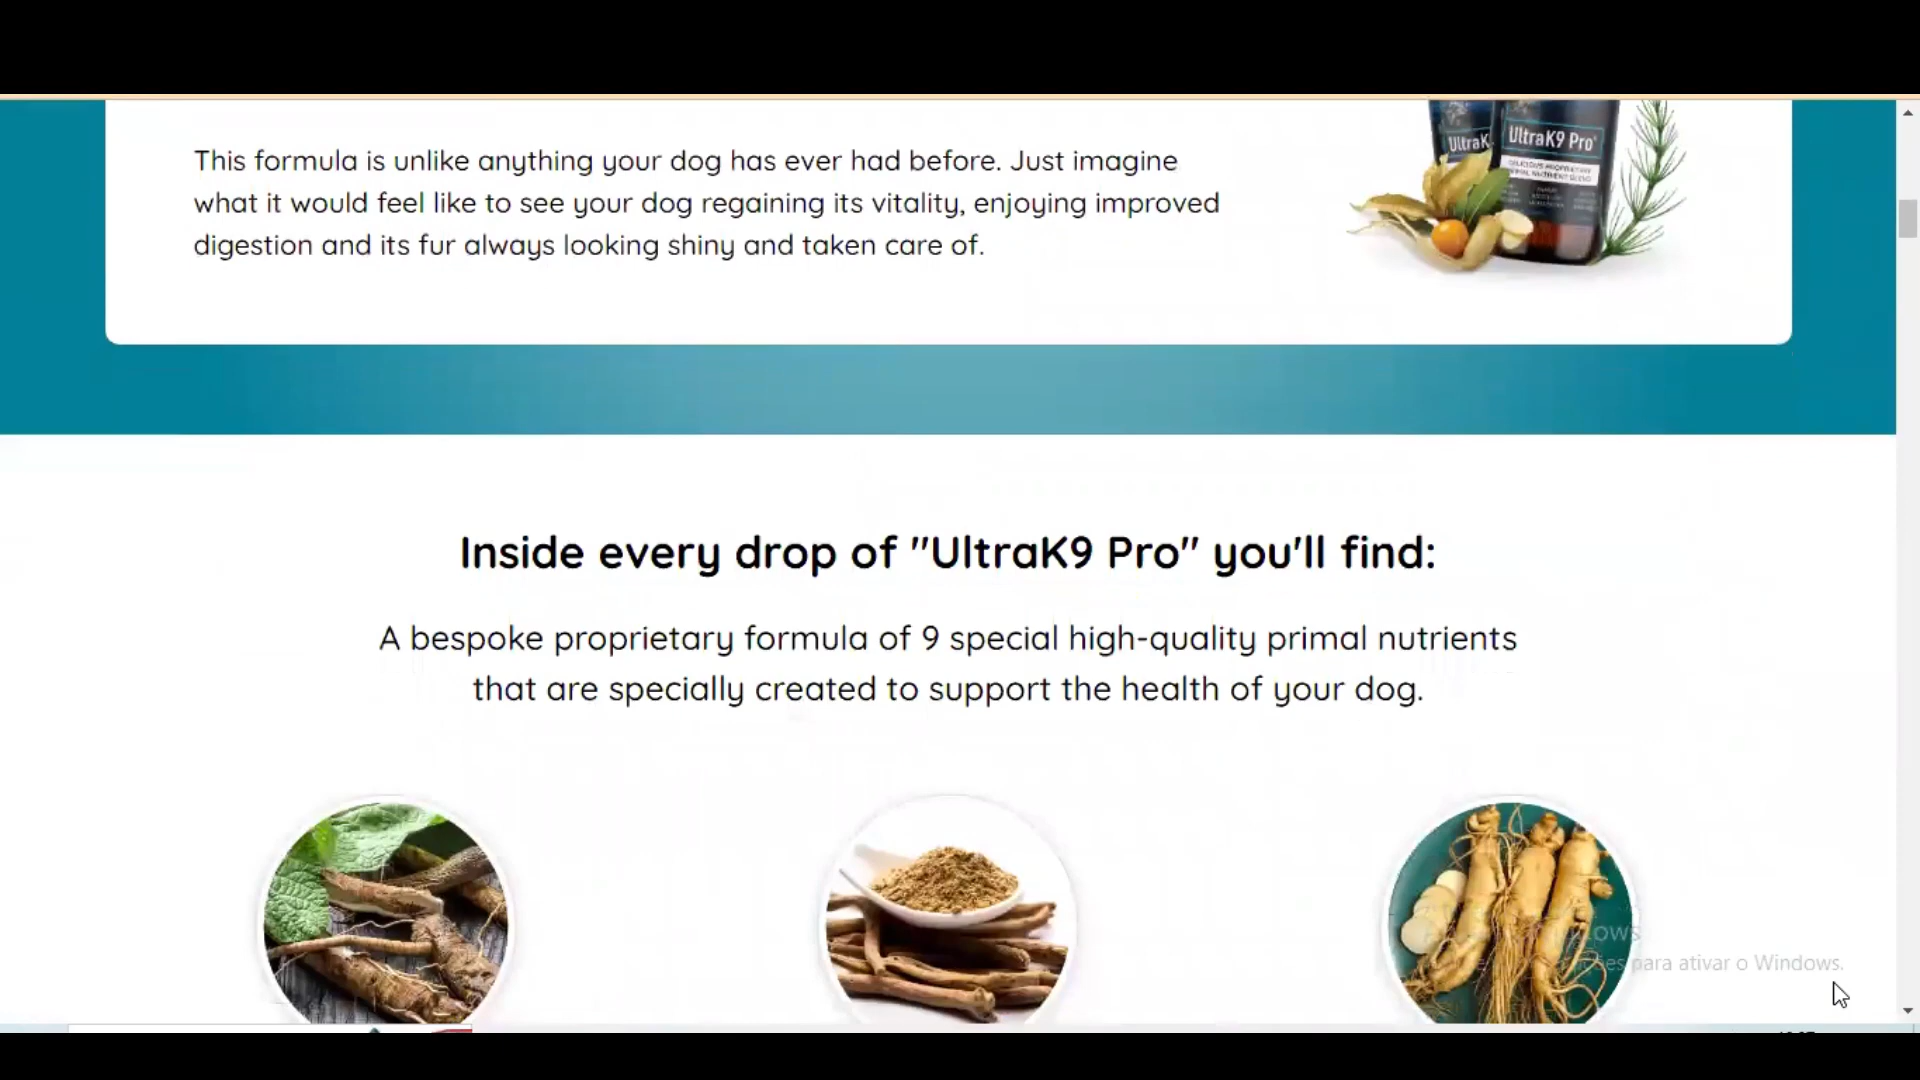 This formula is unlike anything your dog has ever had before. Just imagine
what it would feel like to see your dog regaining its vitality, enjoying improved
digestion and its fur always looking shiny and taken care of.
UltraK
UltraK9 Pro
Inside every drop of "UltraK9 Pro" you'll find:
A bespoke proprietary formula of 9 special high-quality primal nutrients
that are specially created to support the health of your dog.
para ativar o Windows.